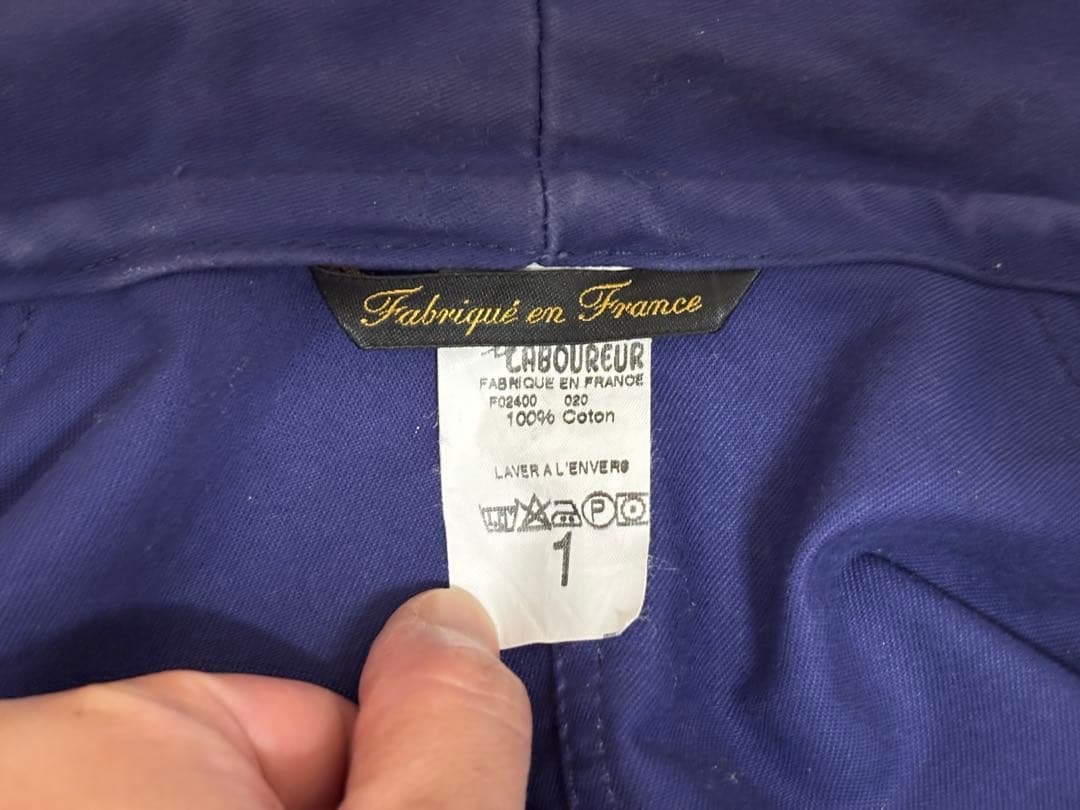 Fabriqué en France
LABOUREUR
FABRIQUE EN FRANCE
F02400 020
100% Coton
LAVER A L'ENVERS
P
1